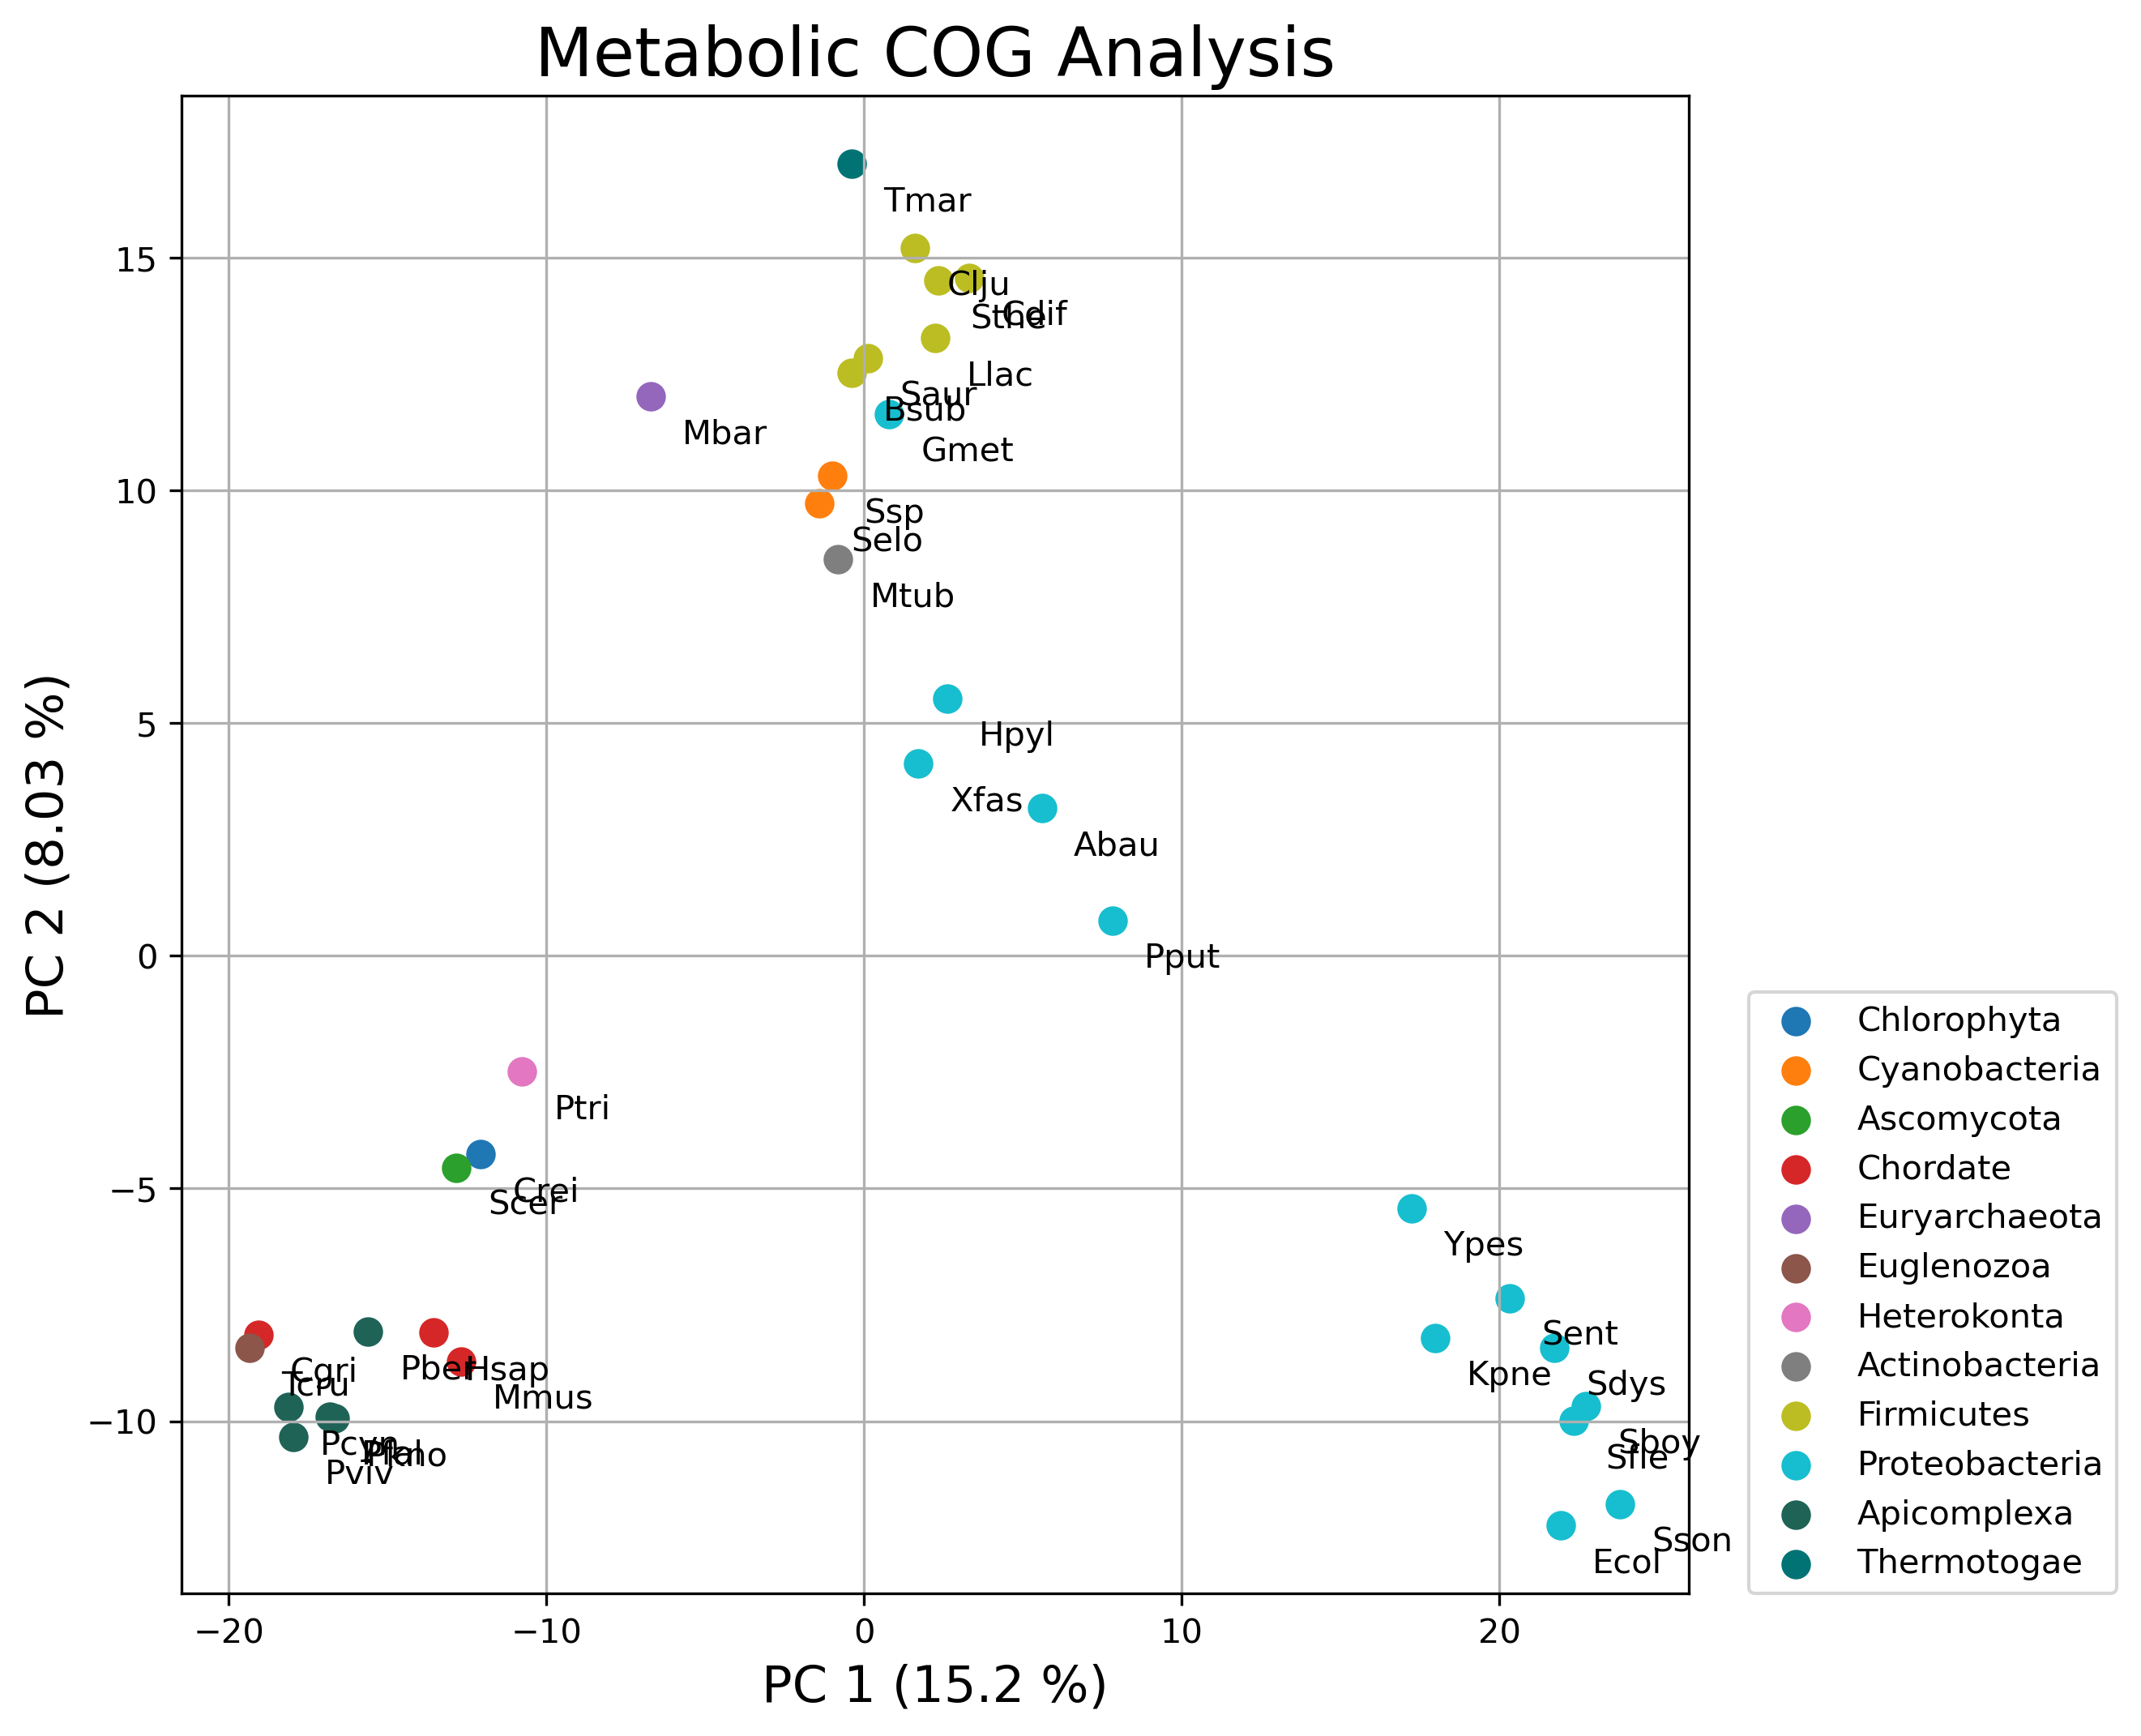 Metabolic COG Analysis
Tmar
Clju
Cdif
Sthe
Llac
Saur
Bsub
Mbar
Gmet
Ssp
Selo
Mtub
Hpyl
Xfas
Abau
Pput
Ptri
Crei
Scer
Ypes
Sent
Kpne
Sdys
Sboy
Sfle
Sson
Ecol
Cgri
Tcru
Pber
Hsap
Mmus
Pcyn
Pfal
Pkno
Pviv
15
10
5
0
−5
−10
−20
−10
0
10
20
PC 2 (8.03 %)
PC 1 (15.2 %)
Chlorophyta
Cyanobacteria
Ascomycota
Chordate
Euryarchaeota
Euglenozoa
Heterokonta
Actinobacteria
Firmicutes
Proteobacteria
Apicomplexa
Thermotogae